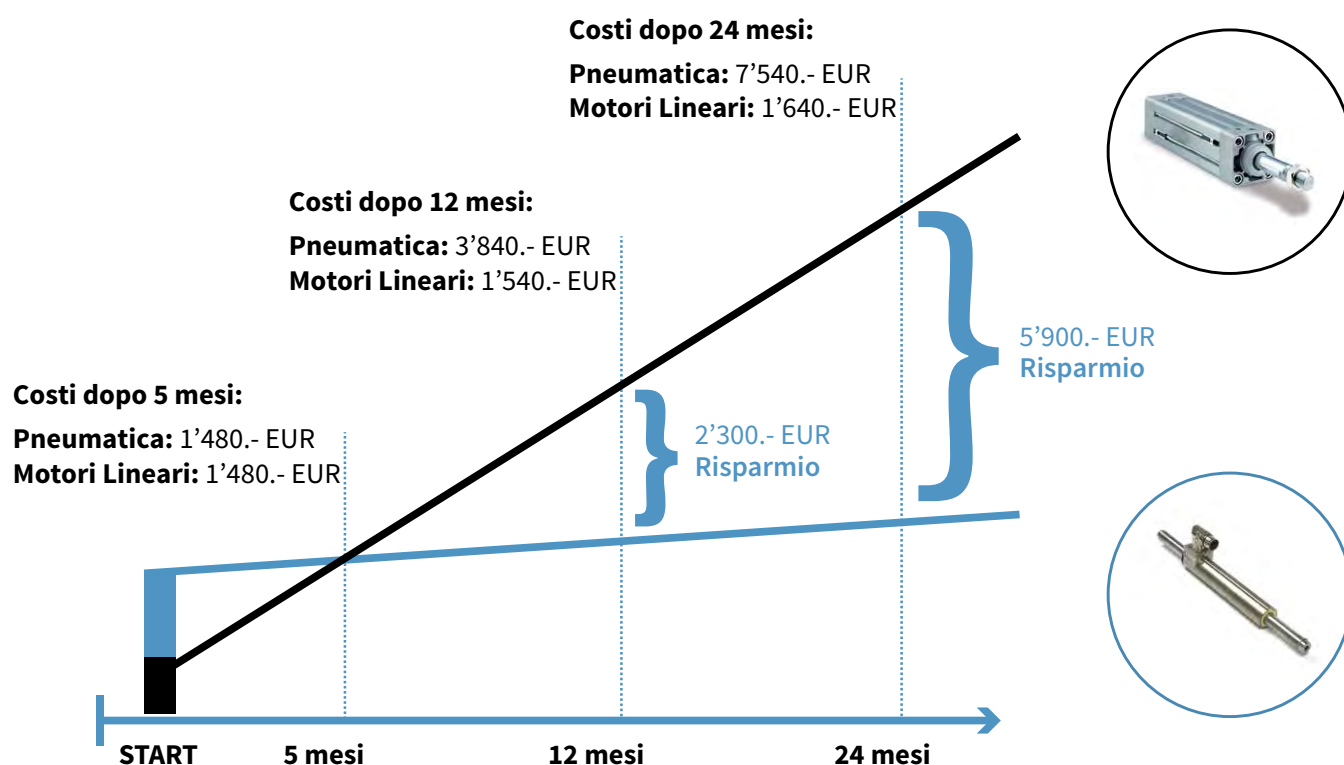 Costi dopo 24 mesi:
Pneumatica: 7’540.- EUR
Motori Lineari: 1’640.- EUR
Costi dopo 12 mesi:
Pneumatica: 3’840.- EUR
Motori Lineari: 1’540.- EUR
5’900.- EUR
Risparmio
Costi dopo 5 mesi:
Pneumatica: 1’480.- EUR
Motori Lineari: 1’480.- EUR
2’300.- EUR
Risparmio
START
5 mesi
12 mesi
24 mesi